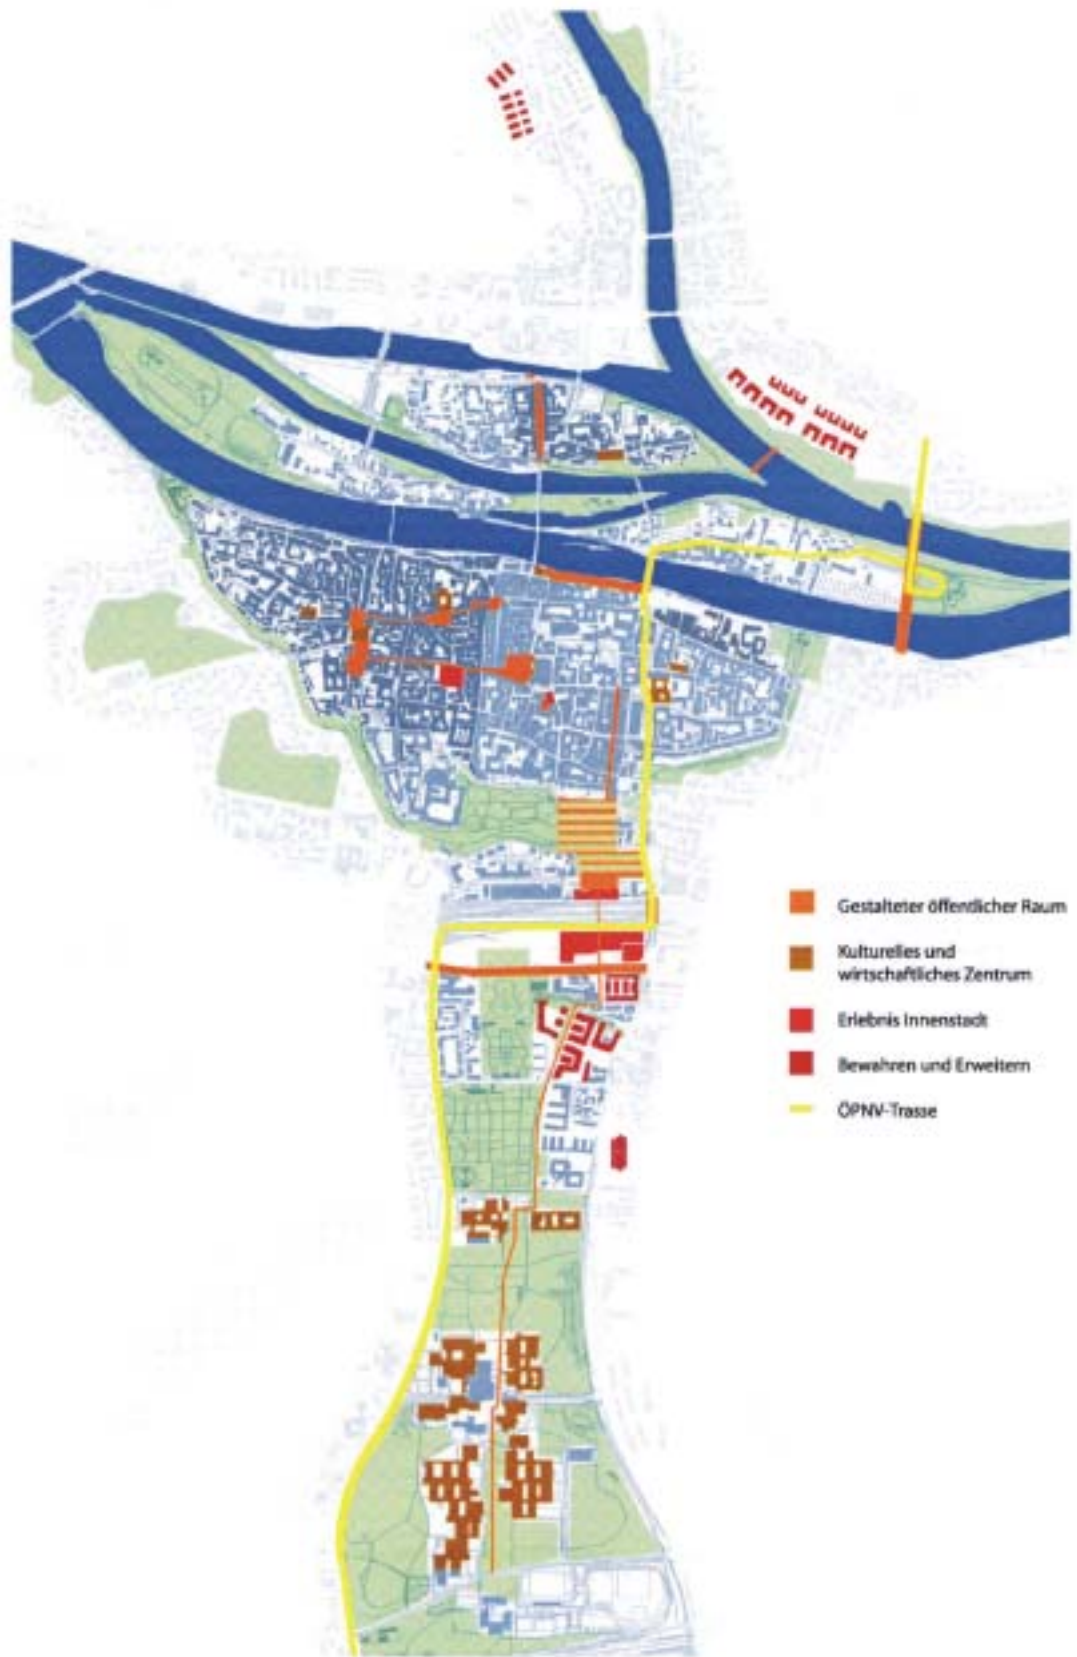 Gestalteter öffentlicher Raum
Kulturelles und
wirtschaftliches Zentrum
Erlebnis Innenstadt
Bewahren und Erweitern
ÖPNV-Trasse